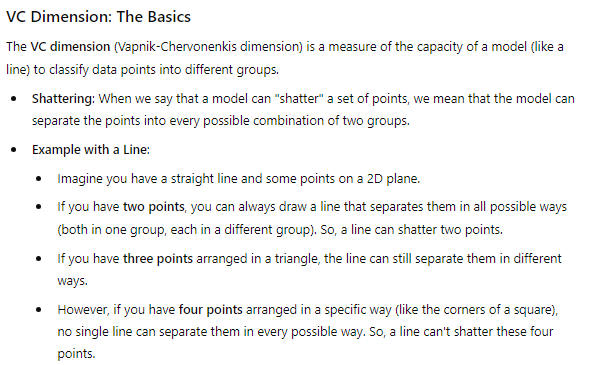 VC Dimension: The Basics
The VC dimension (Vapnik-Chervonenkis dimension) is a measure of the capacity of a model (like a
line) to classify data points into different groups.
• Shattering: When we say that a model can "shatter" a set of points, we mean that the model can
separate the points into every possible combination of two groups.
• Example with a Line:
• Imagine you have a straight line and some points on a 2D plane.
• If you have two points, you can always draw a line that separates them in all possible ways
(both in one group, each in a different group). So, a line can shatter two points.
• If you have three points arranged in a triangle, the line can still separate them in different
ways.
• However, if you have four points arranged in a specific way (like the corners of a square),
no single line can separate them in every possible way. So, a line can't shatter these four
points.